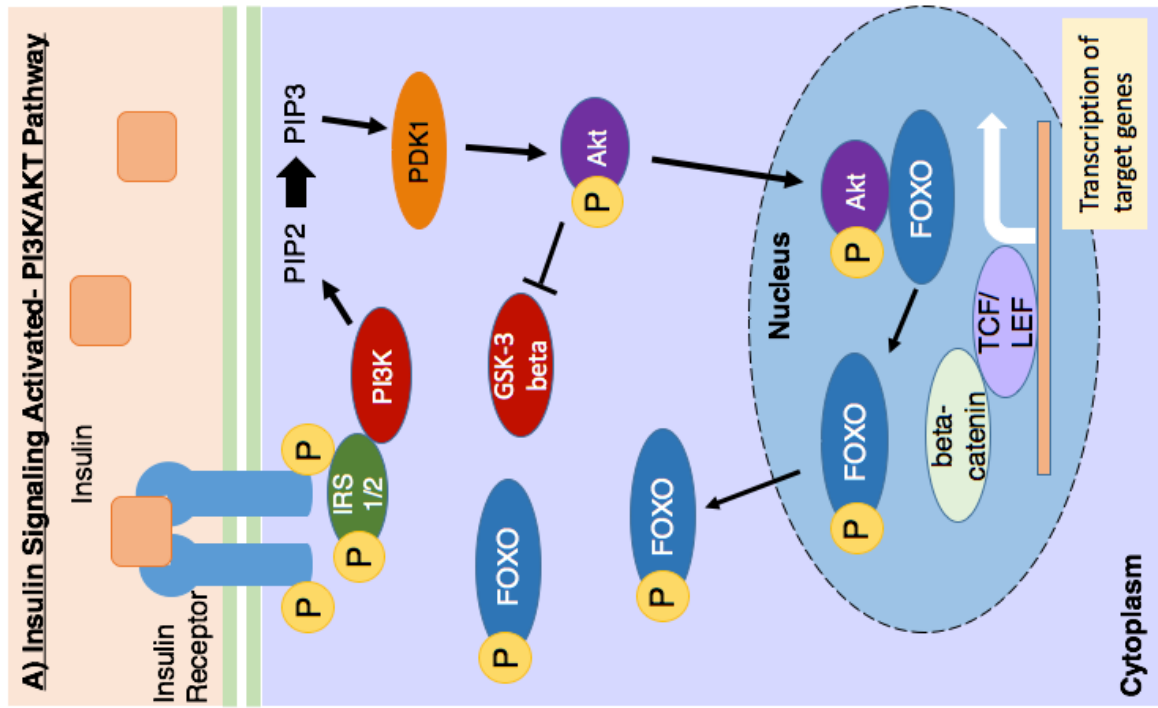 A) Insulin Signaling Activated- PI3K/AKT Pathway
Insulin
Insulin
Receptor
P
P
P
IRS
1/2
PI3K
PIP2
PIP3
PDK1
P
Akt
GSK-3
beta
P
FOXO
P
FOXO
Nucleus
P
Akt
FOXO
P
FOXO
beta-
catenin
TCF/
LEF
Transcription of
target genes
Cytoplasm